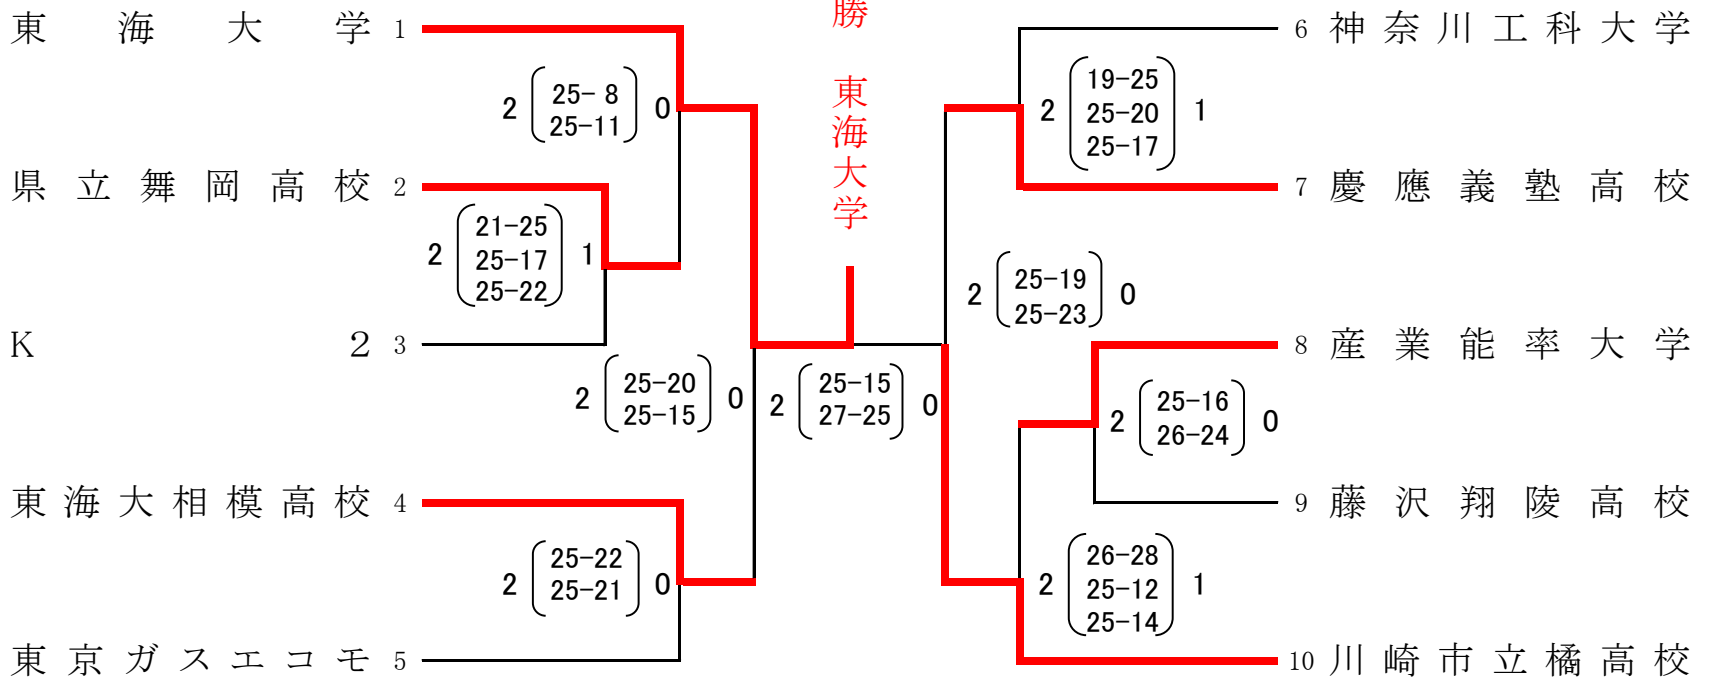 勝 東海大学
東海大学 1
2 25- 8 0
25-11
県立舞岡高校 2
2 21-25 1
25-17
25-22
K2 3
2 25-20 0
25-15
東海大相模高校 4
2 25-22 0
25-21
東京ガスエコモ 5
2 25-15 0
27-25
6 神奈川工科大学
2 19-25 1
25-20
25-17
7 慶應義塾高校
2 25-19 0
25-23
8 産業能率大学
2 25-16 0
26-24
9 藤沢翔陵高校
2 26-28 1
25-12
25-14
10 川崎市立橘高校